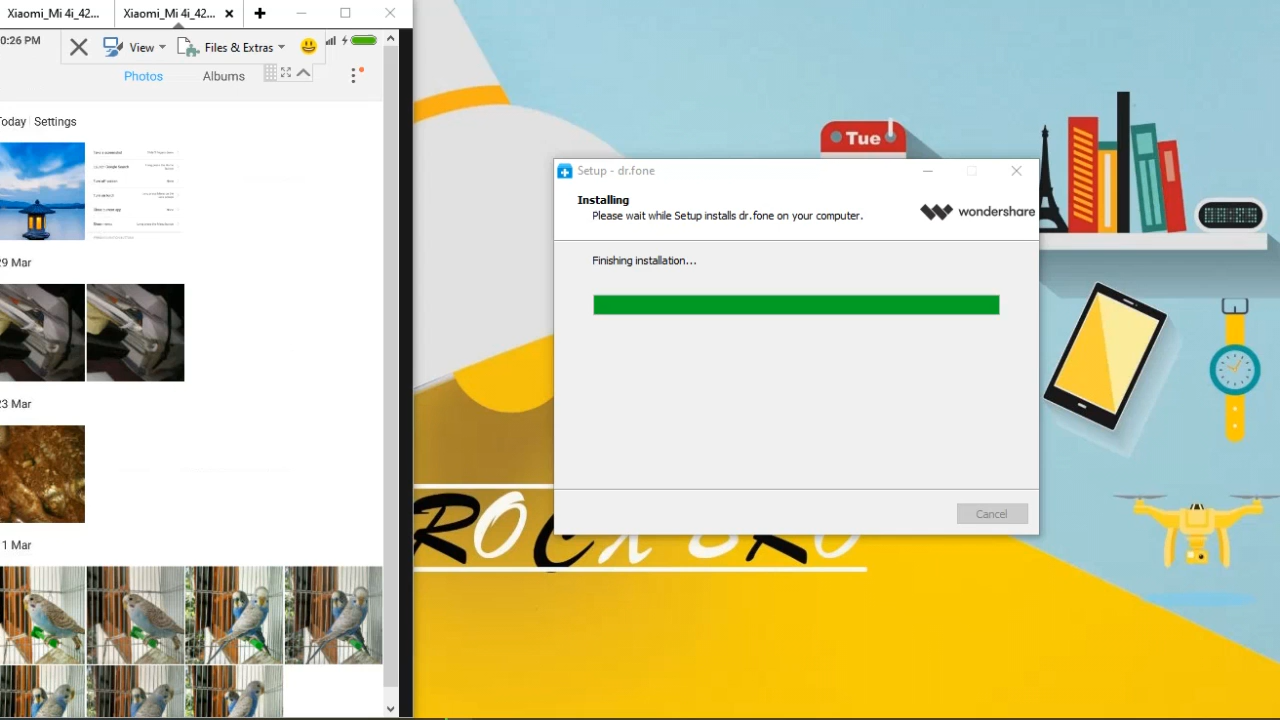 Xiaomi_Mi 4i_42...
Xiaomi_Mi 4i_42...
0:26 PM
View
Files & Extras
Photos
Albums
Today
Settings
29 Mar
23 Mar
1 Mar
Tue
Setup - dr.fone
Installing
Please wait while Setup installs dr.fone on your computer.
wondershare
Finishing installation...
Cancel